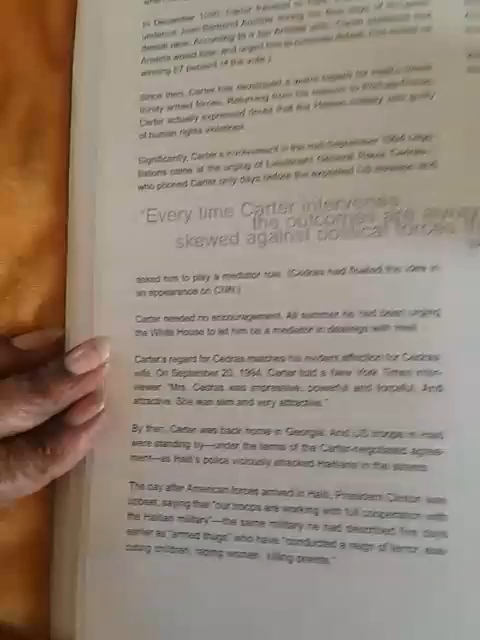 In December 1990, Carter
winning 67 percent of the vote.)
Since then, Carter has
Carter actually expressed doubt that the Haitian military was guilty
of human rights violations.
Significantly, Carter's involvement in the mid-September 1994
came at the urging of Lieutenant General Raoul Cedras—
who phoned Carter only days before the expected US invasion and
"Every time Carter intervenes,
the outcomes are always
skewed against political forces
asked him to play a mediator role. (Cedras had floated this idea in
an appearance on CNN.)
Carter needed no encouragement. All summer he had been urging
the White House to let him be a mediator in dealings with Haiti.
Carter's regard for Cedras matches his evident affection for Cedras'
wife. On September 20, 1994, Carter told a New York Times inter-
viewer: "Mrs. Cedras was impressive, powerful and forceful. And
attractive. She was slim and very attractive."
By then, Carter was back home in Georgia. And US troops in Haiti
were standing by—under the terms of the Carter-negotiated agree-
ment—as Haiti's police viciously attacked Haitians in the streets.
The day after American forces arrived in Haiti, President Clinton was
upbeat, saying that "our troops are working with full cooperation with
the Haitian military"—the same military he had described five days
earlier as "armed thugs" who have "conducted a reign of terror, exe-
cuting children, raping women, killing priests."